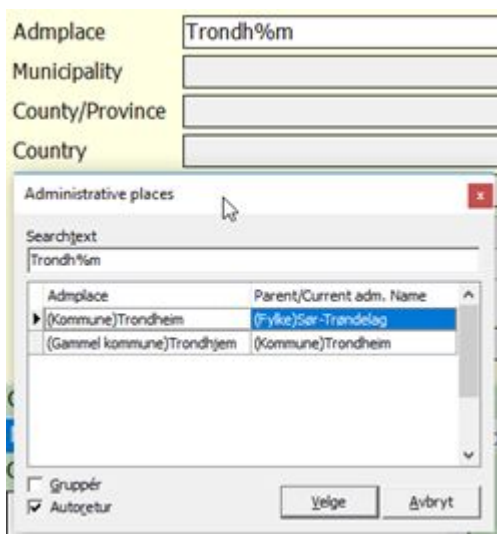 Admplace Trondh%m
Municipality
County/Province
Country
Administrative places x
Searchtext
Trondh%m
Admplace Parent/Current adm. Name
(Kommune)Trondheim (Fylke)Sør-Trøndelag
(Gammel kommune)Trondhjem (Kommune)Trondheim
Gruppér
Autoretur
Velge Avbryt